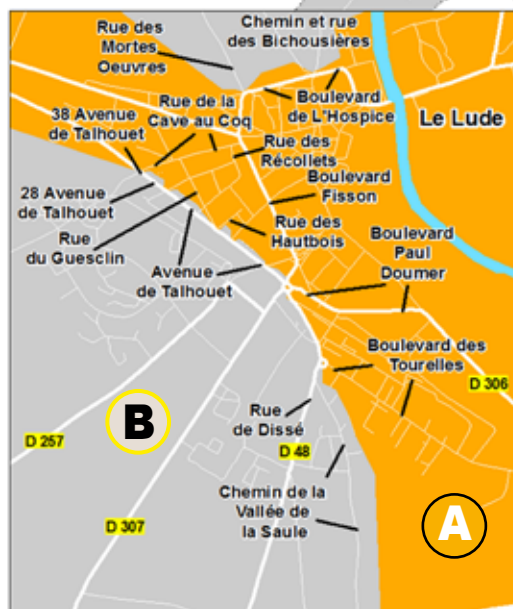 Rue des
Mortes
Oeuvres
Chemin et rue
des Bichousières
38 Avenue
de Talhouet
Rue de la
Cave au Coq
Boulevard
de L'Hospice
Le Lude
Rue des
Récollets
28 Avenue
de Talhouet
Boulevard
Fisson
Rue
du Guesclin
Rue des
Hautbois
Boulevard
Paul
Doumer
Avenue
de Talhouet
Boulevard des
Tourelles
D 306
B
Rue
de Dissé
D 257
D 48
Chemin de la
Vallée de
la Saule
D 307
A